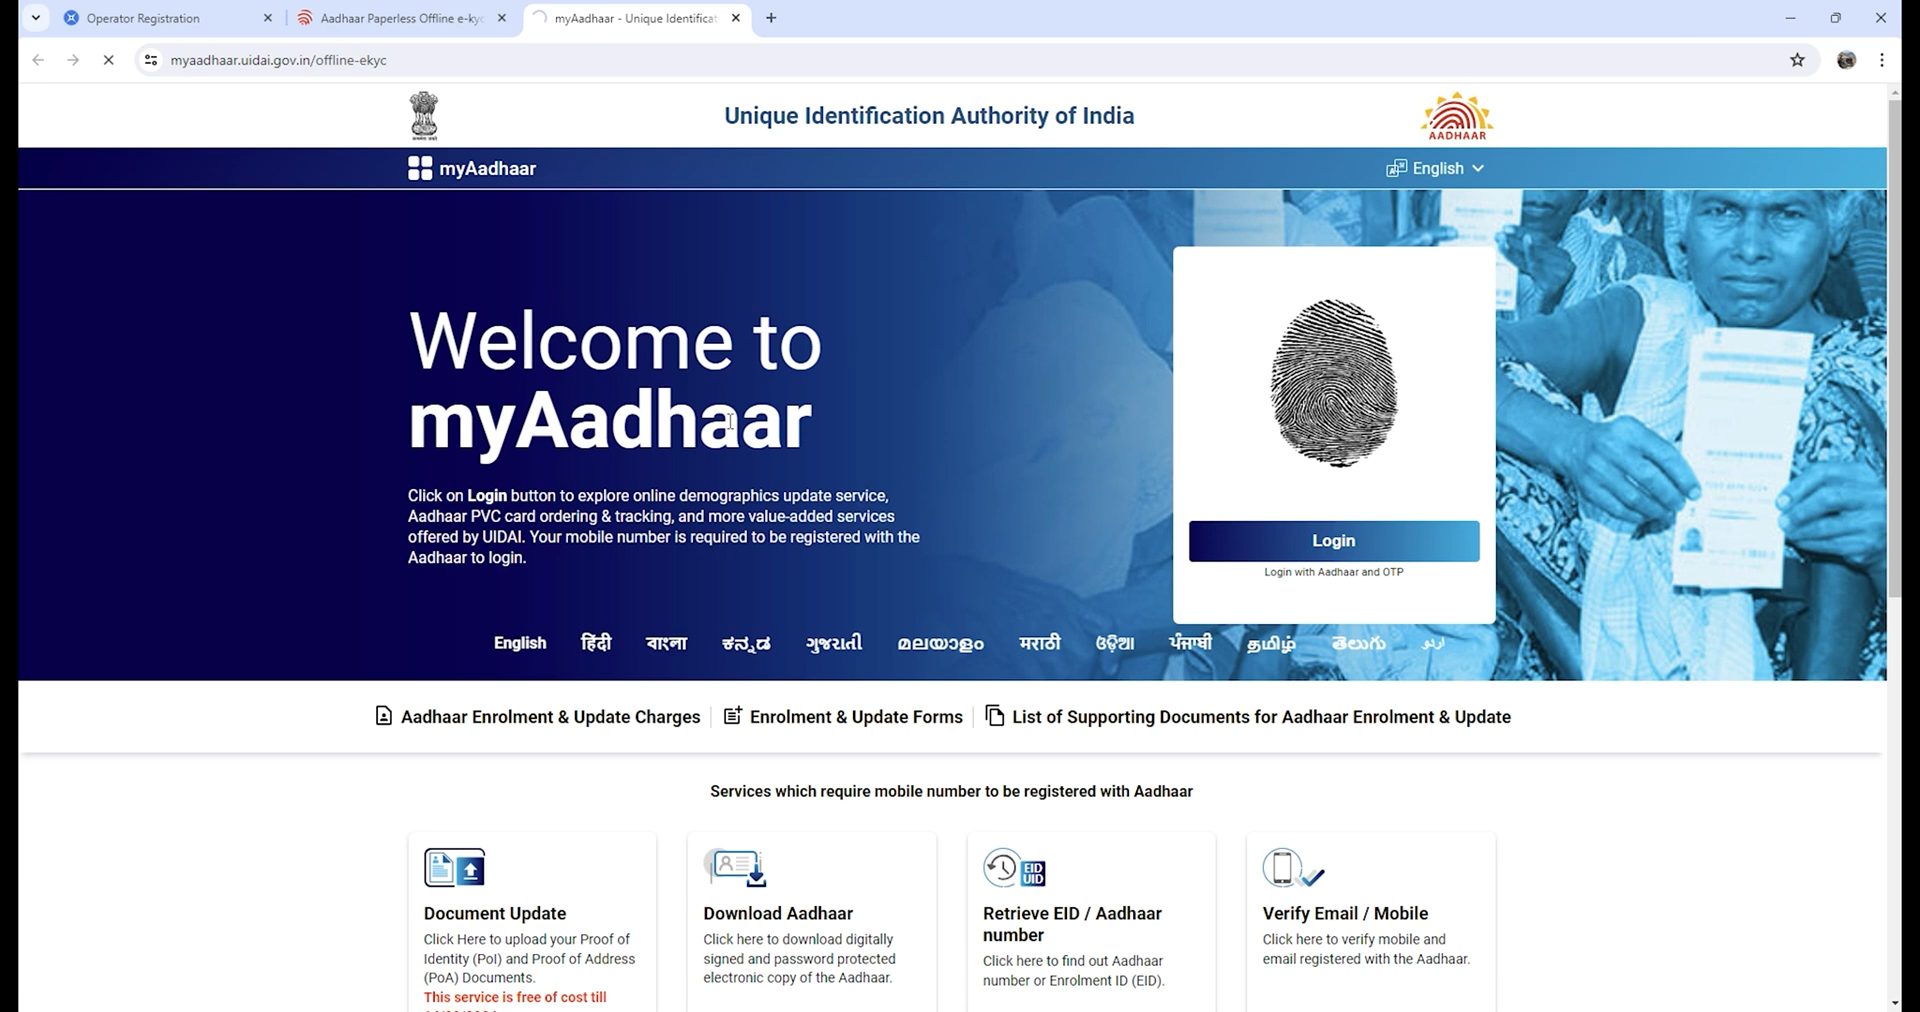 Operator Registration
Aadhaar Paperless Offline e-kyc
myAadhaar - Unique Identificat
myaadhaar.uidai.gov.in/offline-ekyc
Unique Identification Authority of India
AADHAAR
myAadhaar
English
Welcome to
myAadhaar
Click on Login button to explore online demographics update service,
Aadhaar PVC card ordering & tracking, and more value-added services
offered by UIDAI. Your mobile number is required to be registered with the
Aadhaar to login.
Login
Login with Aadhaar and OTP
English हिंदी বাংলা ಕನ್ನಡ ગુજરાતી മലയാളം मराठी ଓଡ଼ିଆ ਪੰਜਾਬੀ தமிழ் తెలుగు اردو
Aadhaar Enrolment & Update Charges
Enrolment & Update Forms
List of Supporting Documents for Aadhaar Enrolment & Update
Services which require mobile number to be registered with Aadhaar
Document Update
Click Here to upload your Proof of
Identity (PoI) and Proof of Address
(PoA) Documents.
This service is free of cost till
Download Aadhaar
Click here to download digitally
signed and password protected
electronic copy of the Aadhaar.
EID
UID
Retrieve EID / Aadhaar
number
Click here to find out Aadhaar
number or Enrolment ID (EID).
Verify Email / Mobile
Click here to verify mobile and
email registered with the Aadhaar.